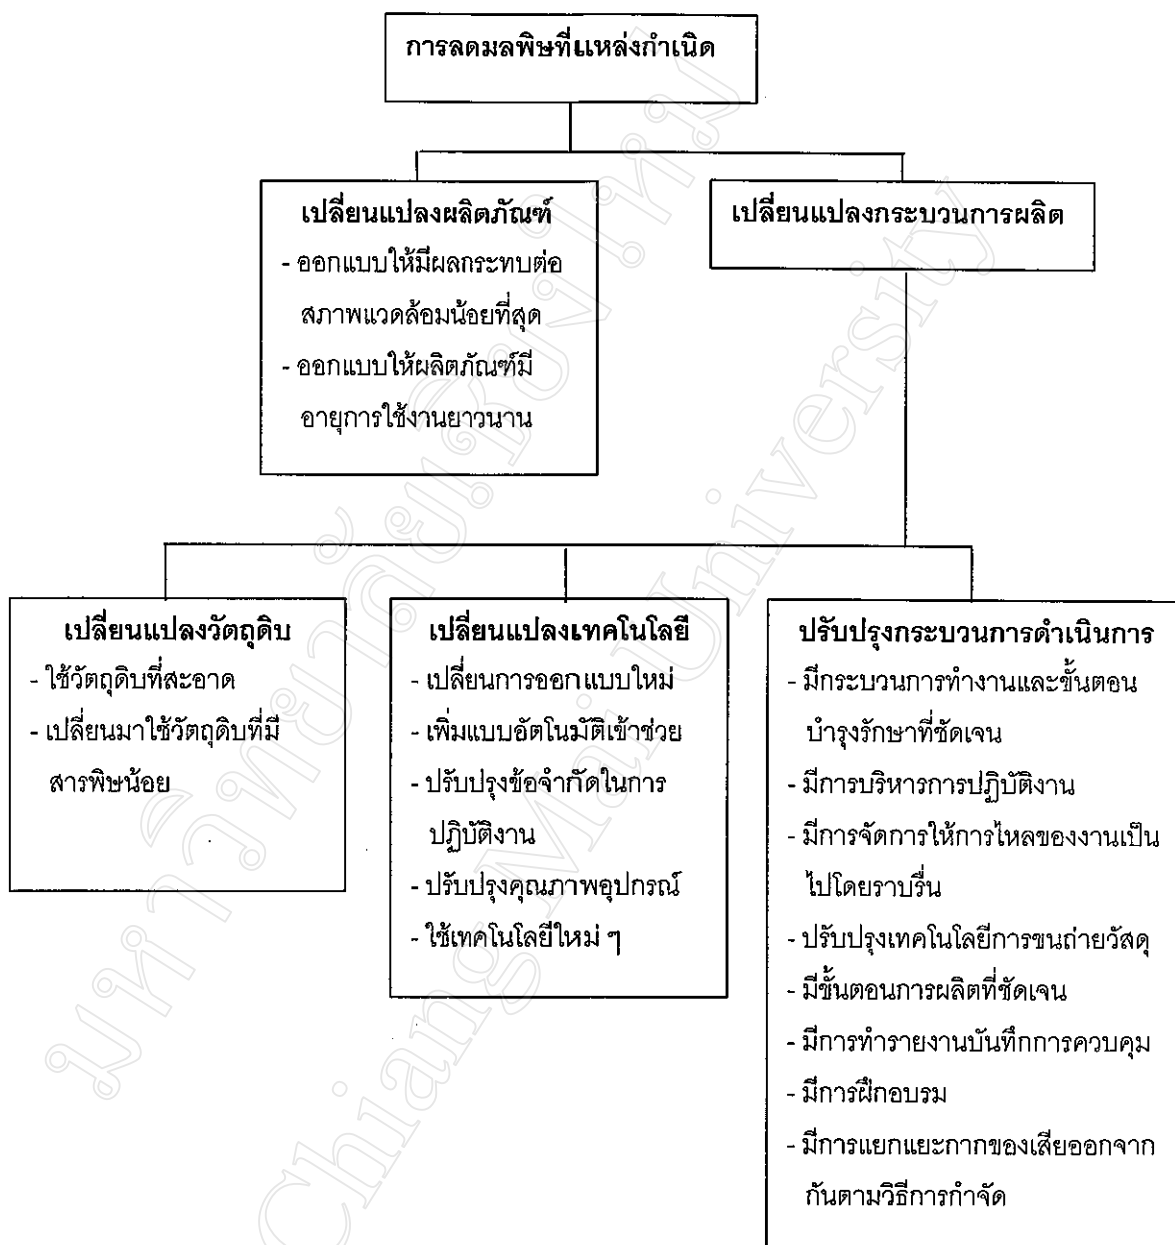 การลดมลพิษที่แหล่งกำเนิด
เปลี่ยนแปลงผลิตภัณฑ์
- ออกแบบให้มีผลกระทบต่อ
สภาพแวดล้อมน้อยที่สุด
- ออกแบบให้ผลิตภัณฑ์มี
อายุการใช้งานยาวนาน
เปลี่ยนแปลงกระบวนการผลิต
เปลี่ยนแปลงวัตถุดิบ
- ใช้วัตถุดิบที่สะอาด
- เปลี่ยนมาใช้วัตถุดิบที่มี
สารพิษน้อย
เปลี่ยนแปลงเทคโนโลยี
- เปลี่ยนการออกแบบใหม่
- เพิ่มแบบอัตโนมัติเข้าช่วย
- ปรับปรุงข้อจำกัดในการ
ปฏิบัติงาน
- ปรับปรุงคุณภาพอุปกรณ์
- ใช้เทคโนโลยีใหม่ ๆ
ปรับปรุงกระบวนการดำเนินการ
- มีกระบวนการทำงานและขั้นตอน
บำรุงรักษาที่ชัดเจน
- มีการบริหารการปฏิบัติงาน
- มีการจัดการให้การไหลของงานเป็น
ไปโดยราบรื่น
- ปรับปรุงเทคโนโลยีการขนถ่ายวัสดุ
- มีขั้นตอนการผลิตที่ชัดเจน
- มีการทำรายงานบันทึกการควบคุม
- มีการฝึกอบรม
- มีการแยกแยะกากของเสียออกจาก
กันตามวิธีการกำจัด
มหาวิทยาลัยเชียงใหม่
Chiang Mai University